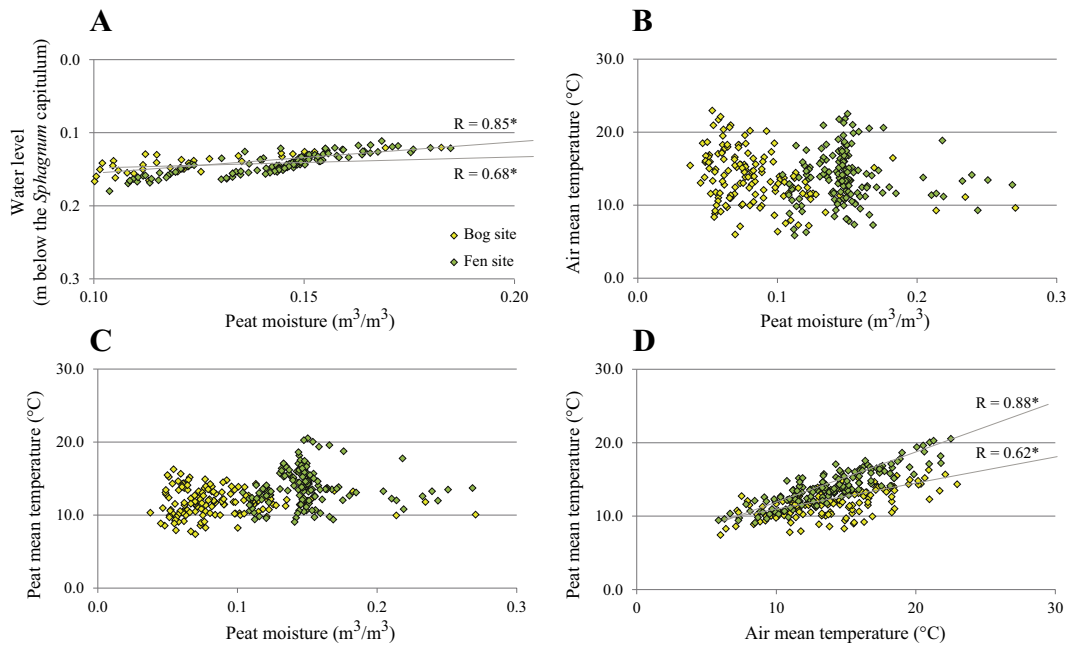 A
Water level
(m below the Sphagnum capitulum)
0.0
0.1
0.2
0.3
R = 0.85*
R = 0.68*
Bog site
Fen site
0.10
0.15
0.20
Peat moisture (m³/m³)
B
Air mean temperature (°C)
30.0
20.0
10.0
0.0
0.0
0.1
0.2
0.3
Peat moisture (m³/m³)
C
Peat mean temperature (°C)
30.0
20.0
10.0
0.0
0.0
0.1
0.2
0.3
Peat moisture (m³/m³)
D
Peat mean temperature (°C)
30.0
20.0
10.0
0.0
R = 0.88*
R = 0.62*
0
10
20
30
Air mean temperature (°C)